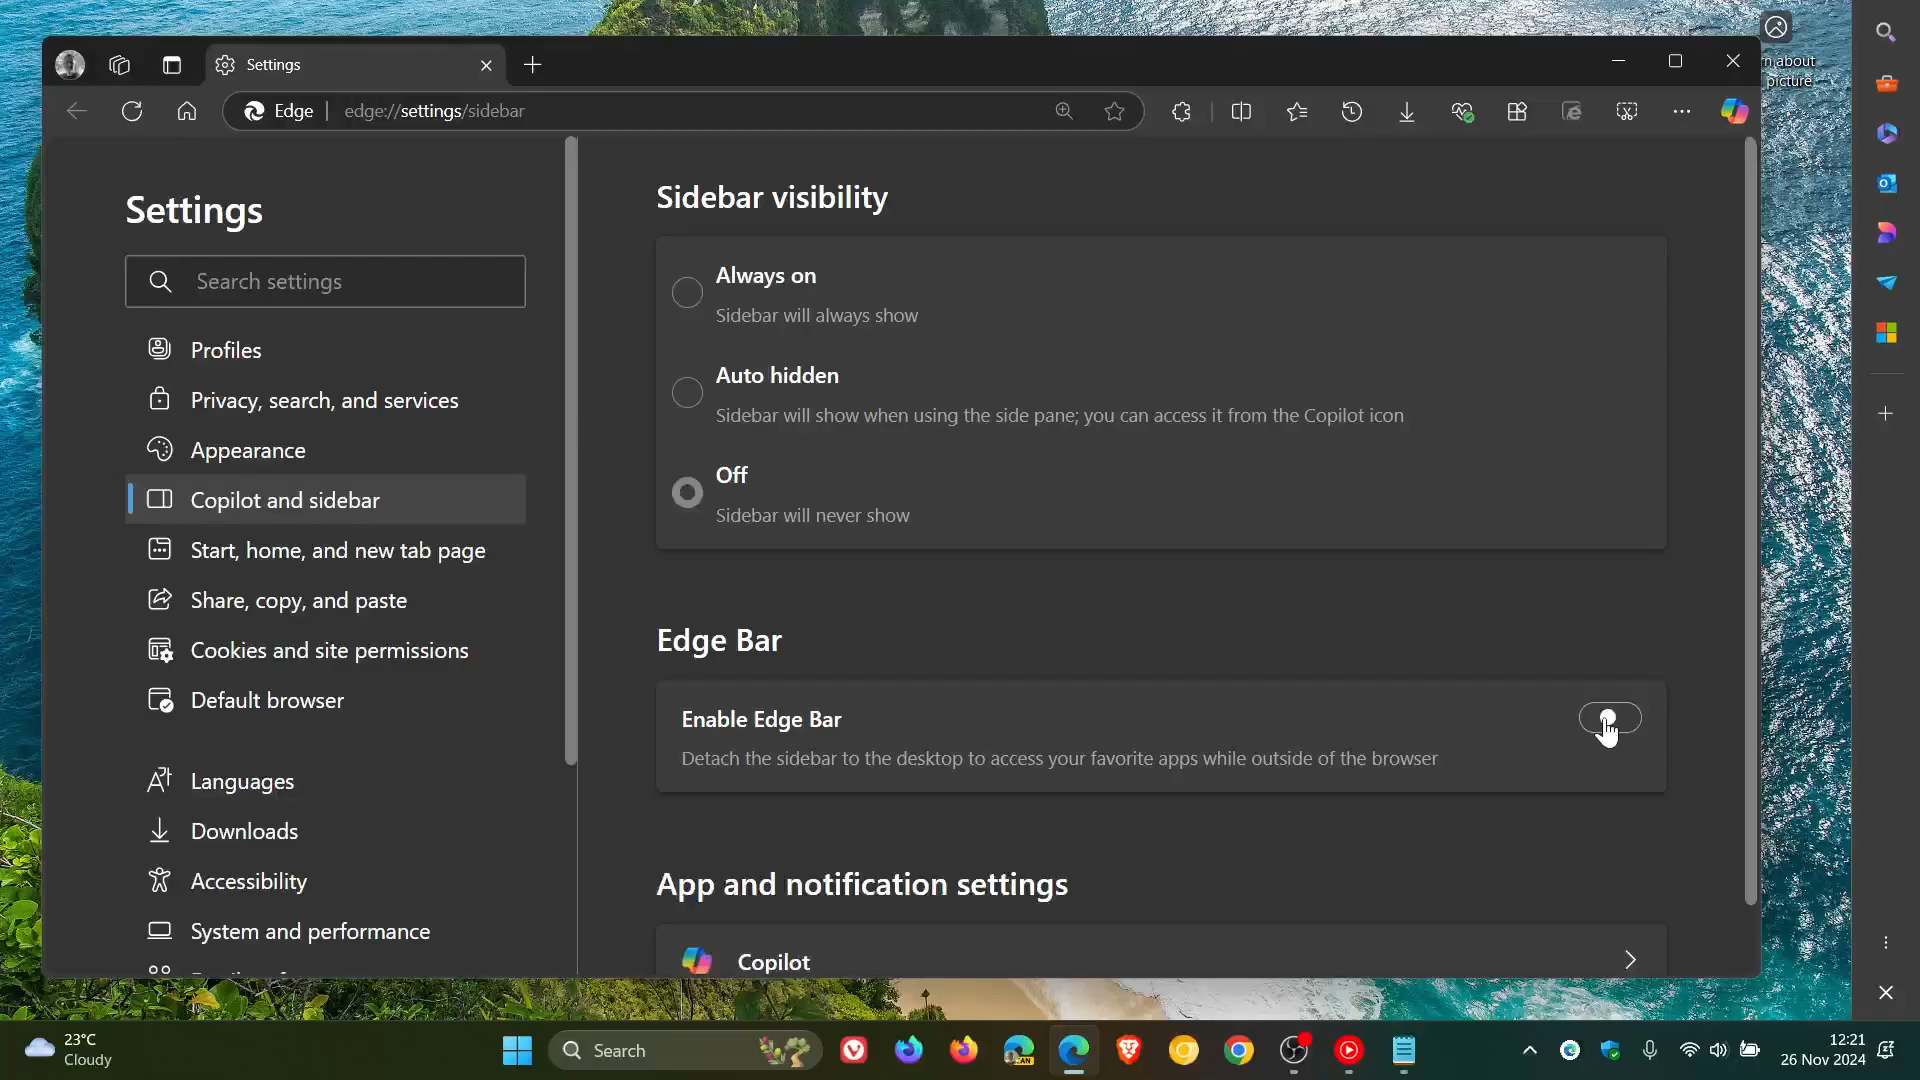 Settings
Edge
edge://settings/sidebar
rn about
picture
Settings
Search settings
Profiles
Privacy, search, and services
Appearance
Copilot and sidebar
Start, home, and new tab page
Share, copy, and paste
Cookies and site permissions
Default browser
Languages
Downloads
Accessibility
System and performance
Sidebar visibility
Always on
Sidebar will always show
Auto hidden
Sidebar will show when using the side pane; you can access it from the Copilot icon
Off
Sidebar will never show
Edge Bar
Enable Edge Bar
Detach the sidebar to the desktop to access your favorite apps while outside of the browser
App and notification settings
Copilot
23°C
Cloudy
Search
CAN
12:21
26 Nov 2024